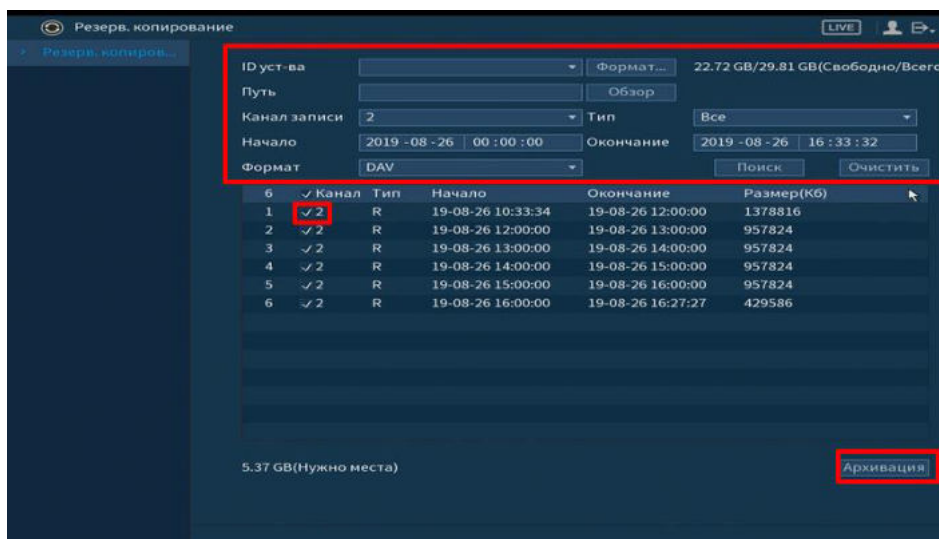 Резерв. копирование LIVE
Резерв. копиров...
ID уст-ва Формат... 22.72 GB/29.81 GB(Свободно/Всего
Путь Обзор
Канал записи 2 Тип Все
Начало 2019 -08 -26 00 :00 :00 Окончание 2019 -08 -26 16 :33 :32
Формат DAV Поиск Очистить
6 Канал Тип Начало Окончание Размер(Кб)
1 2 R 19-08-26 10:33:34 19-08-26 12:00:00 1378816
2 2 R 19-08-26 12:00:00 19-08-26 13:00:00 957824
3 2 R 19-08-26 13:00:00 19-08-26 14:00:00 957824
4 2 R 19-08-26 14:00:00 19-08-26 15:00:00 957824
5 2 R 19-08-26 15:00:00 19-08-26 16:00:00 957824
6 2 R 19-08-26 16:00:00 19-08-26 16:27:27 429586
5.37 GB(Нужно места) Архивация